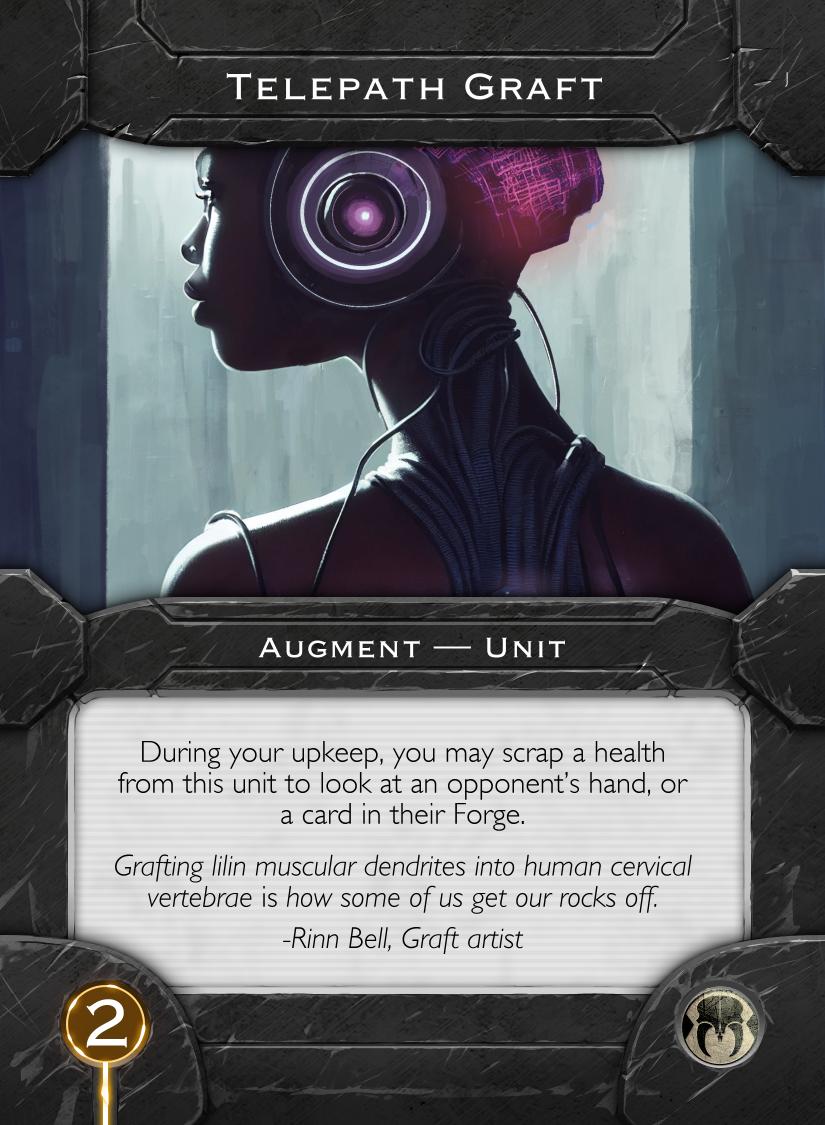 Telepath Graft
Augment — Unit
During your upkeep, you may scrap a health
from this unit to look at an opponent's hand, or
a card in their Forge.
Grafting lilin muscular dendrites into human cervical
vertebrae is how some of us get our rocks off.
-Rinn Bell, Graft artist
2